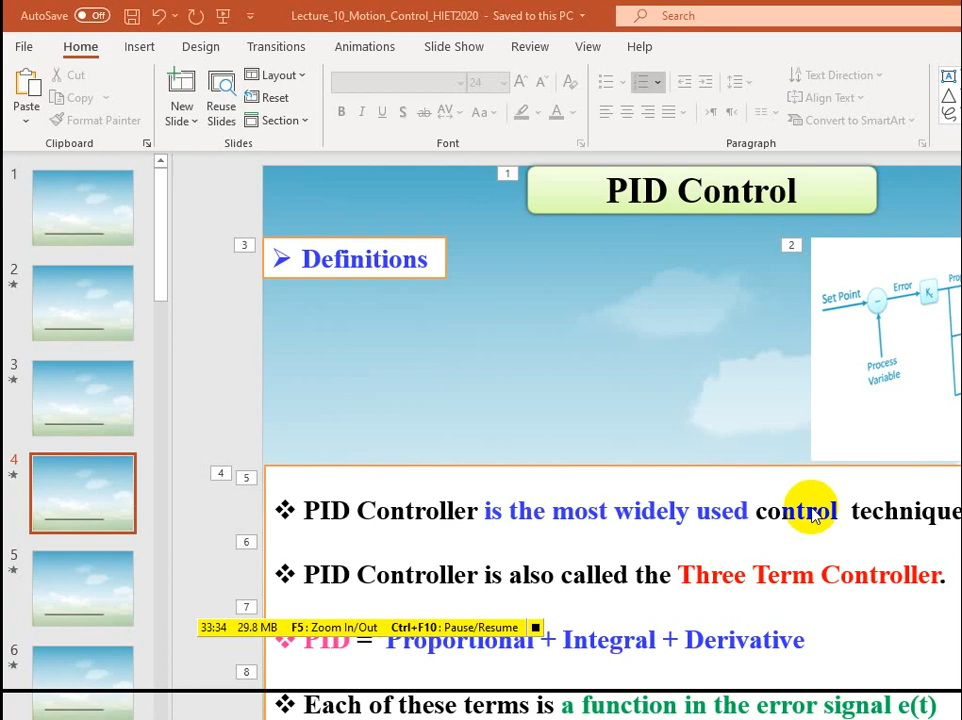 AutoSave Off Lecture_10_Motion_Control_HIET2020 - Saved to this PC Search
File Home Insert Design Transitions Animations Slide Show Review View Help
Paste Cut Copy Format Painter
New Slide Reuse Slides Layout Reset Section
24
B I U S ab AV Aa A
Text Direction
Align Text
Convert to SmartArt
Clipboard Slides Font Paragraph
1
2
3
4
5
6
1
PID Control
3
➢ Definitions
2
Set Point
Error
Process Variable
4
5
❖ PID Controller is the most widely used control technique
6
❖ PID Controller is also called the Three Term Controller.
7
33:34 29.8 MB F5: Zoom In/Out Ctrl+F10: Pause/Resume
❖ PID = Proportional + Integral + Derivative
8
❖ Each of these terms is a function in the error signal e(t)